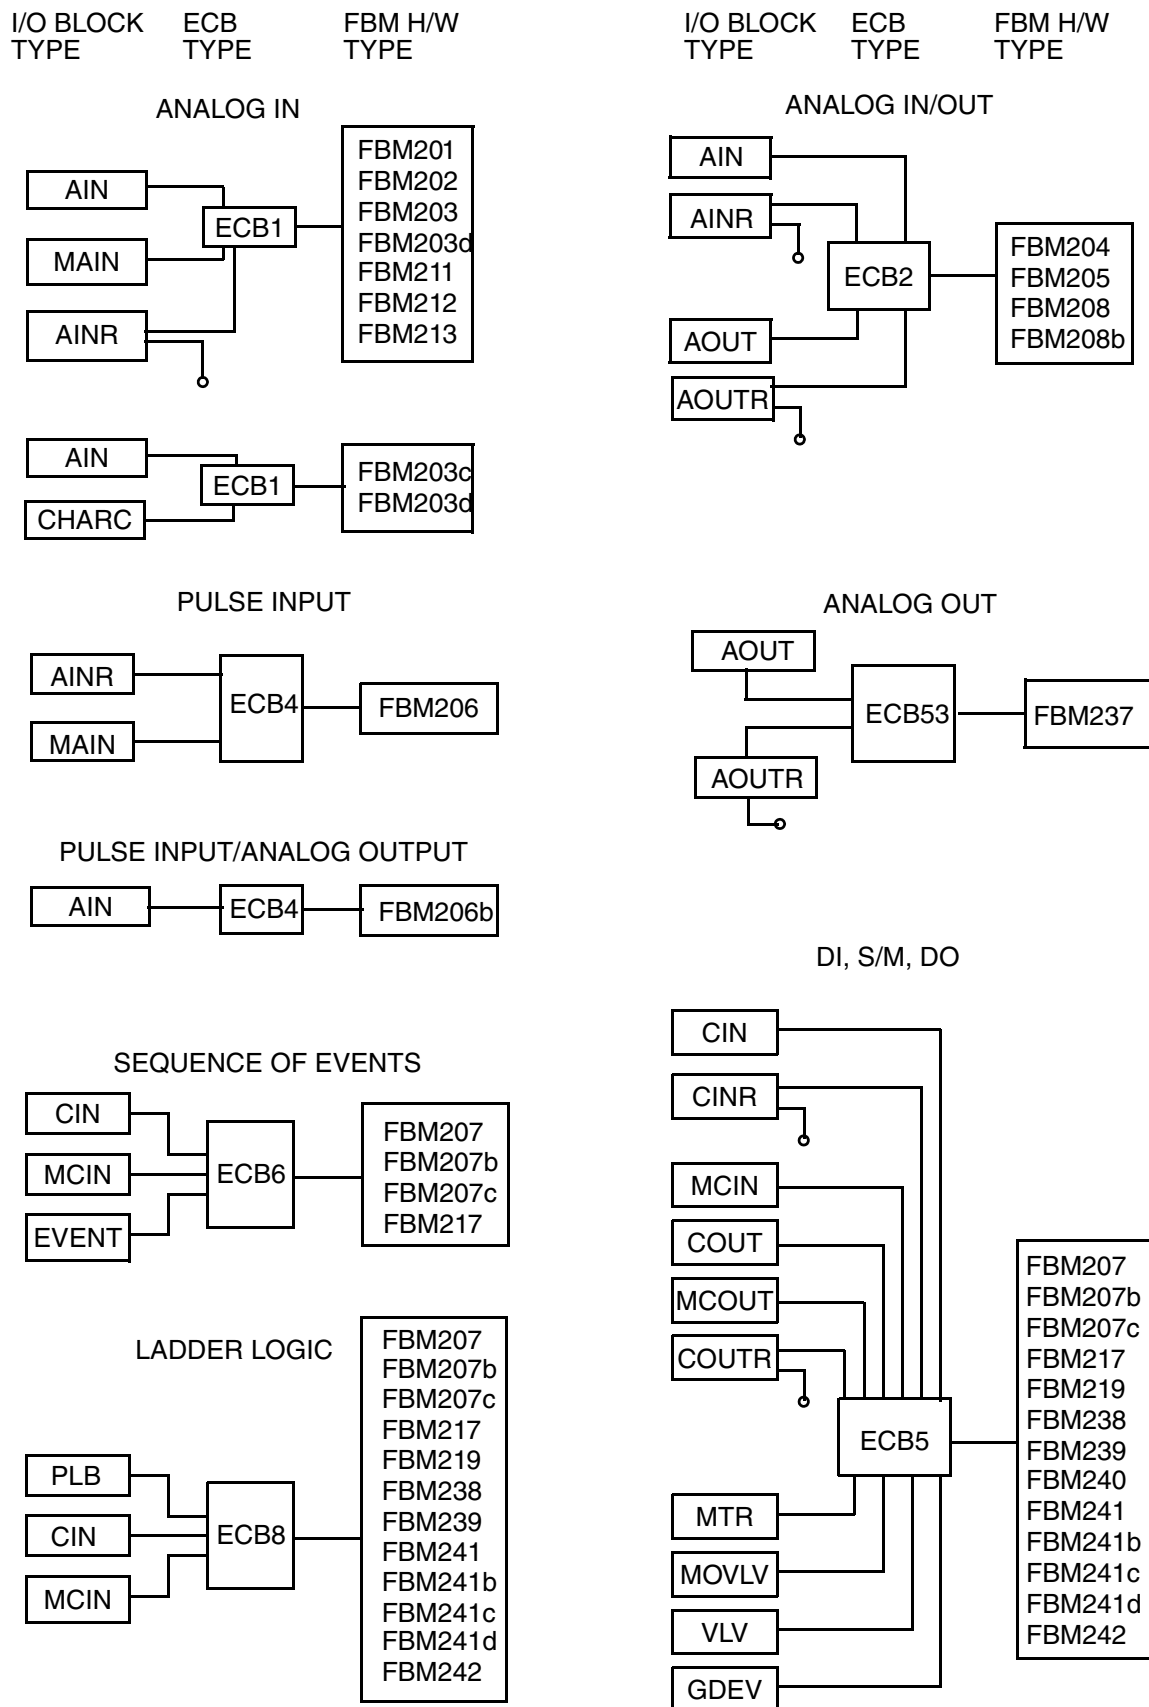 I/O BLOCK TYPE
ECB TYPE
FBM H/W TYPE
ANALOG IN
AIN
MAIN
AINR
ECB1
FBM201
FBM202
FBM203
FBM203d
FBM211
FBM212
FBM213
AIN
CHARC
ECB1
FBM203c
FBM203d
PULSE INPUT
AINR
MAIN
ECB4
FBM206
PULSE INPUT/ANALOG OUTPUT
AIN
ECB4
FBM206b
SEQUENCE OF EVENTS
CIN
MCIN
EVENT
ECB6
FBM207
FBM207b
FBM207c
FBM217
LADDER LOGIC
PLB
CIN
MCIN
ECB8
FBM207
FBM207b
FBM207c
FBM217
FBM219
FBM238
FBM239
FBM241
FBM241b
FBM241c
FBM241d
FBM242
I/O BLOCK TYPE
ECB TYPE
FBM H/W TYPE
ANALOG IN/OUT
AIN
AINR
AOUT
AOUTR
ECB2
FBM204
FBM205
FBM208
FBM208b
ANALOG OUT
AOUT
AOUTR
ECB53
FBM237
DI, S/M, DO
CIN
CINR
MCIN
COUT
MCOUT
COUTR
MTR
MOVLV
VLV
GDEV
ECB5
FBM207
FBM207b
FBM207c
FBM217
FBM219
FBM238
FBM239
FBM240
FBM241
FBM241b
FBM241c
FBM241d
FBM242